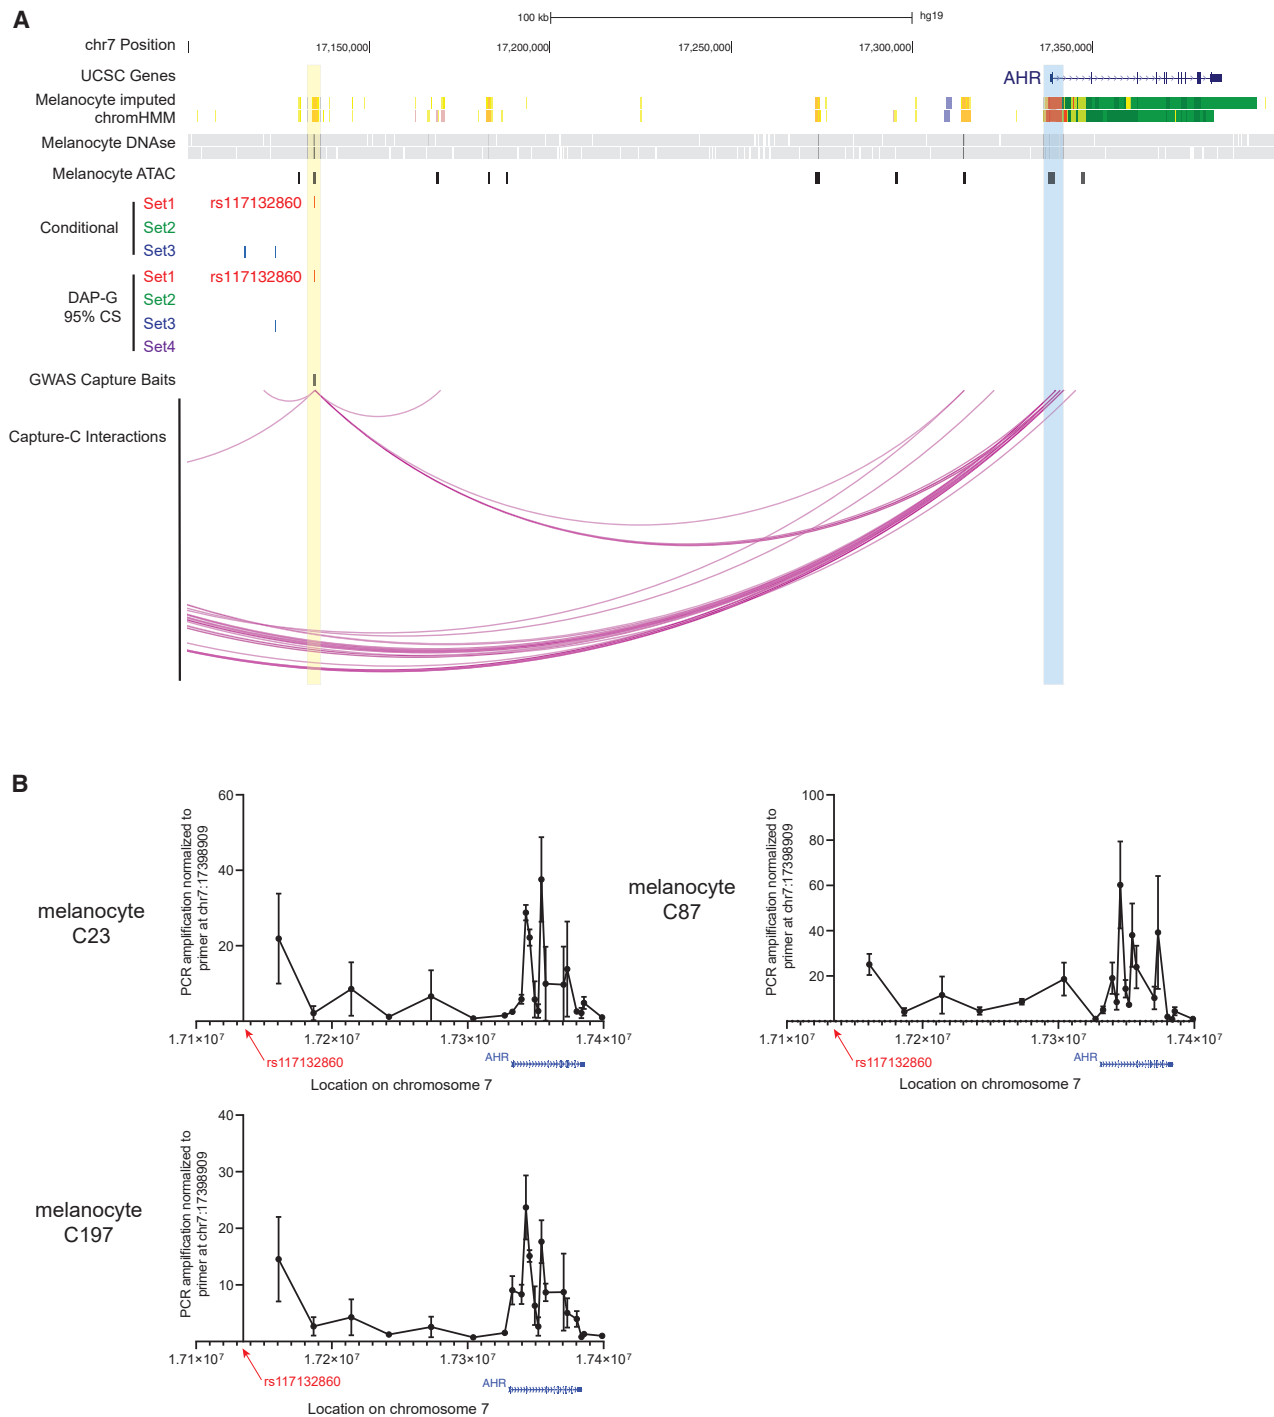 A
100 kb
hg19
chr7 Position
17,150,000
17,200,000
17,250,000
17,300,000
17,350,000
UCSC Genes
AHR
Melanocyte imputed
chromHMM
Melanocyte DNAse
Melanocyte ATAC
Conditional
Set1
rs117132860
Set2
Set3
DAP-G
95% CS
Set1
rs117132860
Set2
Set3
Set4
GWAS Capture Baits
Capture-C Interactions
B
melanocyte
C23
PCR amplification normalized to
primer at chr7:17398909
60
40
20
1.71×10⁷
1.72×10⁷
1.73×10⁷
1.74×10⁷
rs117132860
AHR
Location on chromosome 7
melanocyte
C87
PCR amplification normalized to
primer at chr7:17398909
100
80
60
40
20
1.71×10⁷
1.72×10⁷
1.73×10⁷
1.74×10⁷
rs117132860
AHR
Location on chromosome 7
melanocyte
C197
PCR amplification normalized to
primer at chr7:17398909
40
30
20
10
1.71×10⁷
1.72×10⁷
1.73×10⁷
1.74×10⁷
rs117132860
AHR
Location on chromosome 7